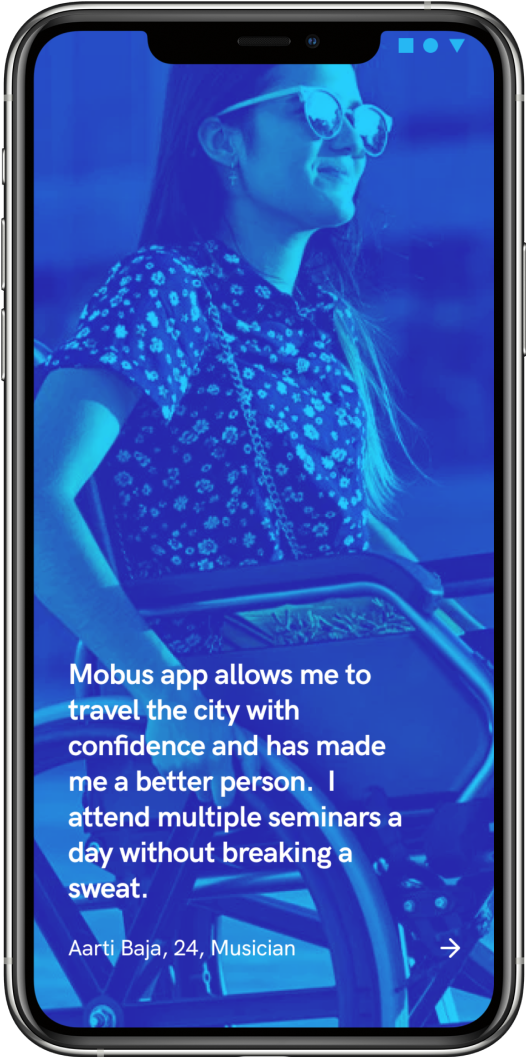 Mobus app allows me to
travel the city with
confidence and has made
me a better person.  I
attend multiple seminars a
day without breaking a
sweat.
Aarti Baja, 24, Musician